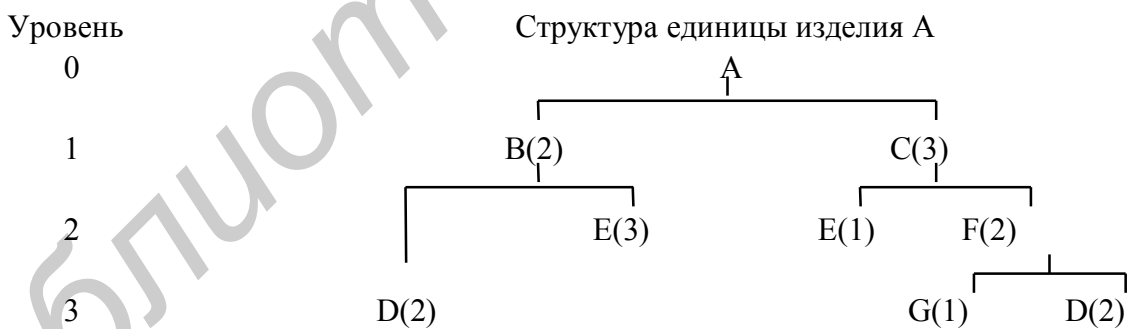 Уровень Структура единицы изделия А
0 А
1 В(2) С(3)
2 Е(3) Е(1) F(2)
3 D(2) G(1) D(2)